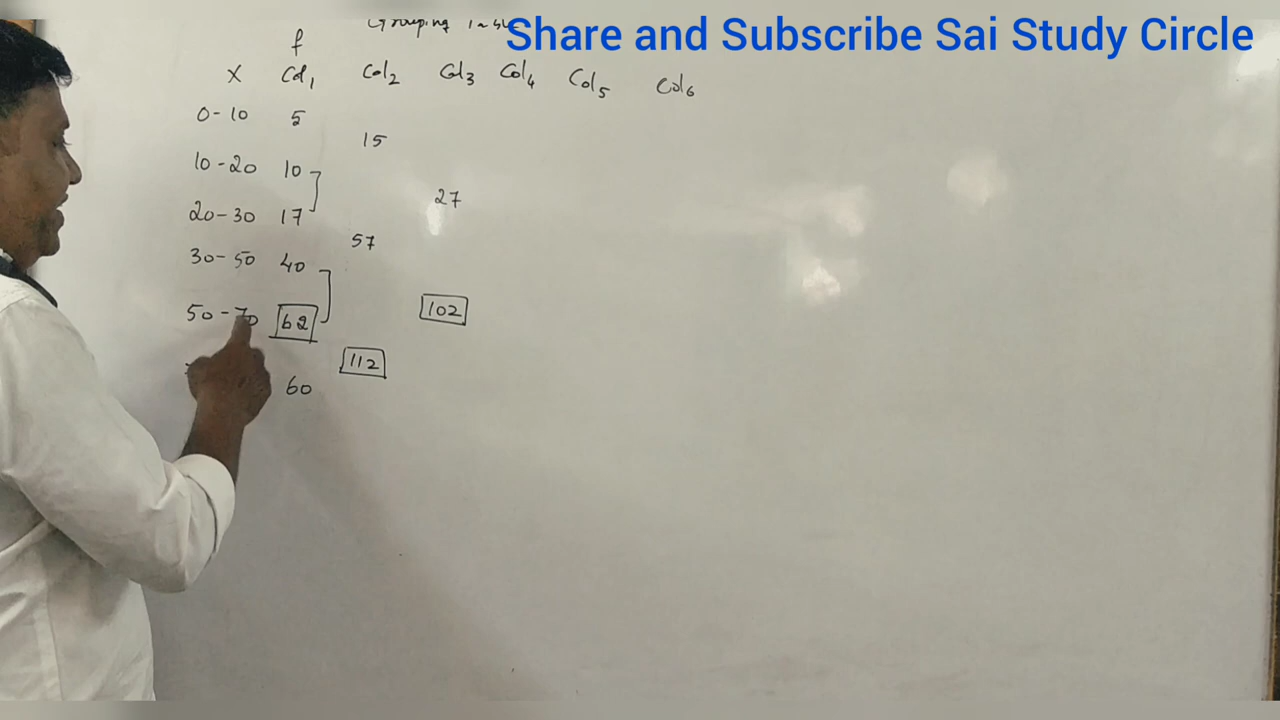 Grouping
Share and Subscribe Sai Study Circle
f
X Col1 Col2 Col3 Col4 Col5 Col6
0-10 5
15
10-20 10
27
20-30 17
57
30-50 40
102
50-70 62
112
60